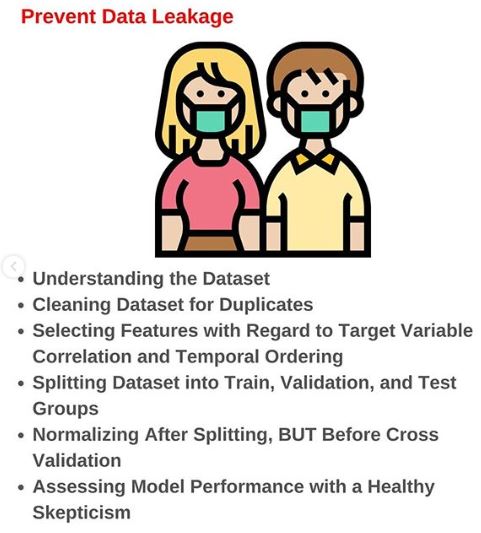 Prevent Data Leakage
• Understanding the Dataset
• Cleaning Dataset for Duplicates
• Selecting Features with Regard to Target Variable
Correlation and Temporal Ordering
• Splitting Dataset into Train, Validation, and Test
Groups
• Normalizing After Splitting, BUT Before Cross
Validation
• Assessing Model Performance with a Healthy
Skepticism